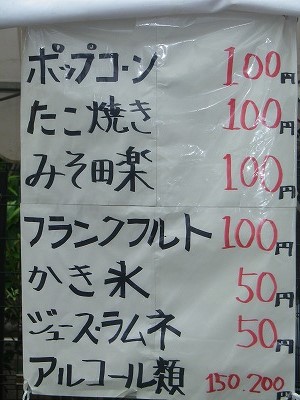 ポップコーン 100円
たこ焼き 100円
みそ田楽 100円
フランクフルト 100円
かき氷 50円
ジュース・ラムネ 50円
アルコール類 150.200円